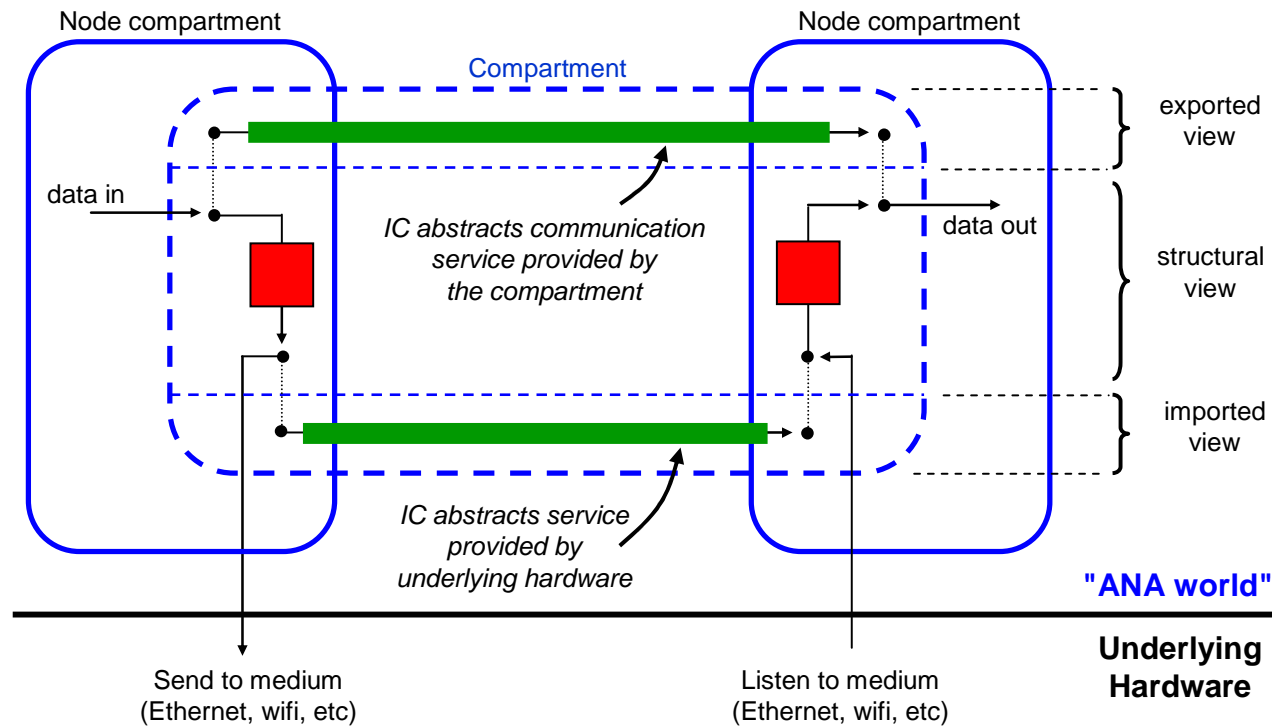 Node compartment
Node compartment
Compartment
exported
view
data in
IC abstracts communication
service provided by
the compartment
data out
structural
view
imported
view
IC abstracts service
provided by
underlying hardware
"ANA world"
Underlying
Hardware
Send to medium
(Ethernet, wifi, etc)
Listen to medium
(Ethernet, wifi, etc)